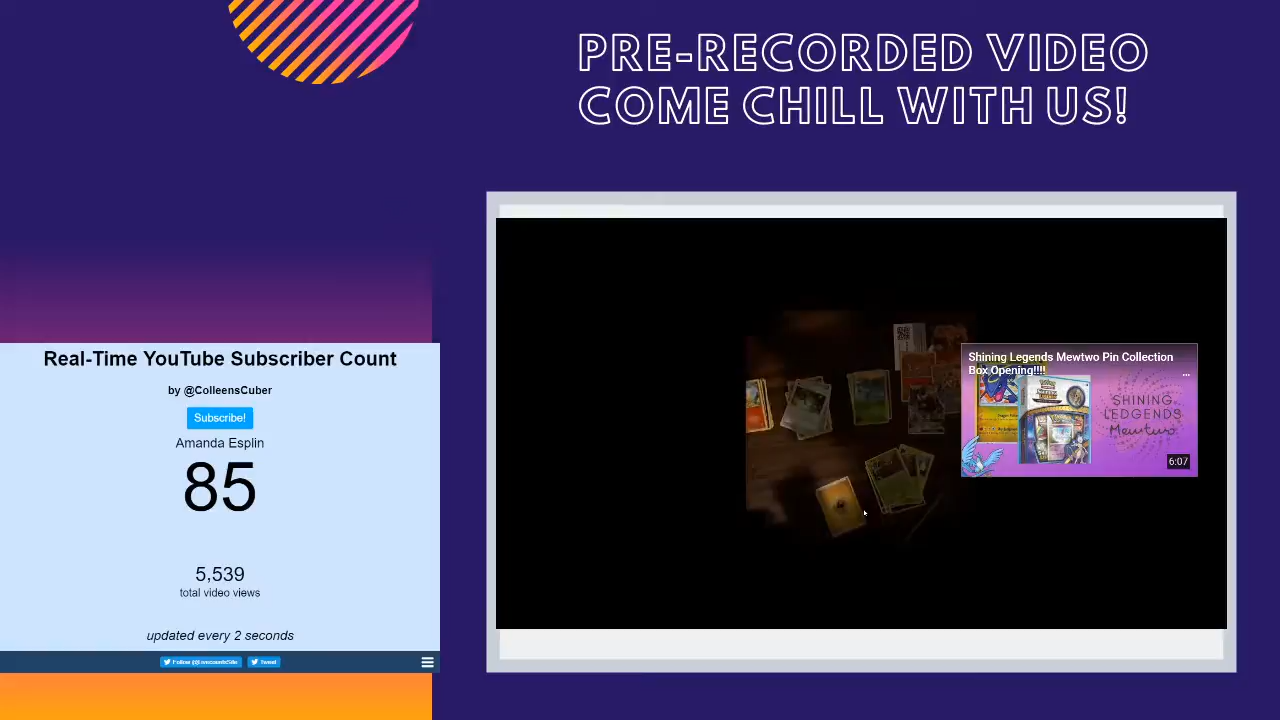 PRE-RECORDED VIDEO
COME CHILL WITH US!
Real-Time YouTube Subscriber Count
by @ColleensCuber
Subscribe!
Amanda Esplin
85
5,539
total video views
updated every 2 seconds
Tweet
Shining Legends Mewtwo Pin Collection
Box Opening!!!!
...
SHINING
LEDGENDS
Mewtwo
6:07